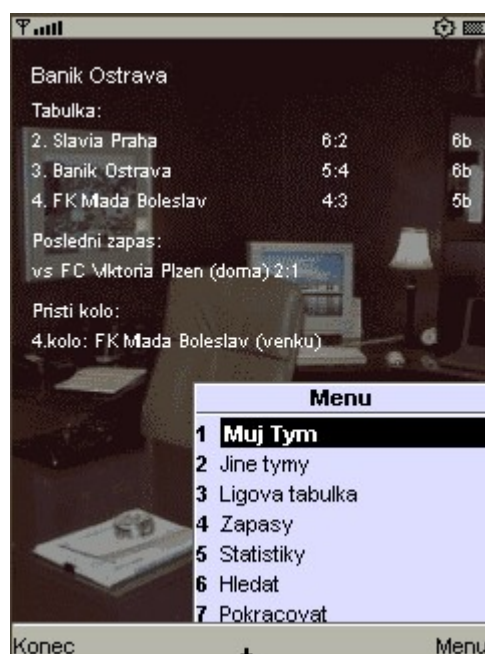 Banik Ostrava
Tabulka:
2. Slavia Praha 6:2 6b
3. Banik Ostrava 5:4 6b
4. FK Mlada Boleslav 4:3 5b
Posledni zapas:
vs FC Viktoria Plzen (doma) 2:1
Pristi kolo:
4.kolo: FK Mlada Boleslav (venku)
Menu
1 Muj Tym
2 Jine tymy
3 Ligova tabulka
4 Zapasy
5 Statistiky
6 Hledat
7 Pokracovat
Konec Menu